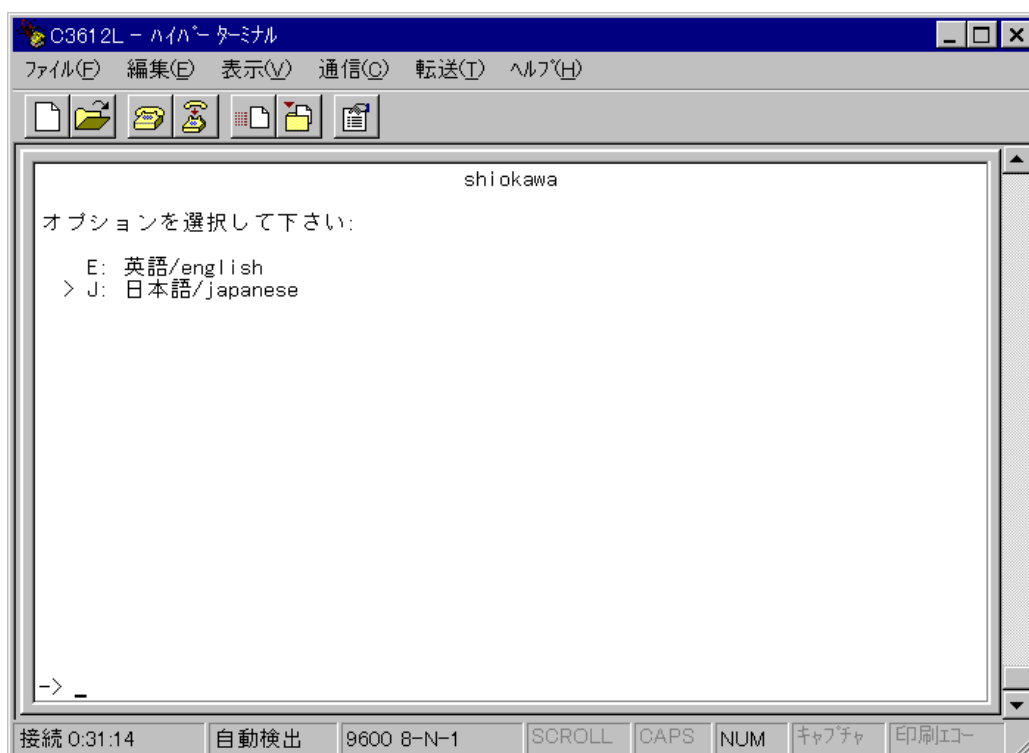 C3612L - ﾊｲﾊﾟｰ ﾀｰﾐﾅﾙ
ﾌｧｲﾙ(F) 編集(E) 表示(V) 通信(C) 転送(T) ﾍﾙﾌﾟ(H)
shiokawa
オプションを選択して下さい:
E: 英語/english
> J: 日本語/japanese
-> _
接続 0:31:14 自動検出 9600 8-N-1 SCROLL CAPS NUM ｷｬﾌﾟﾁｬ 印刷ｴｺｰ